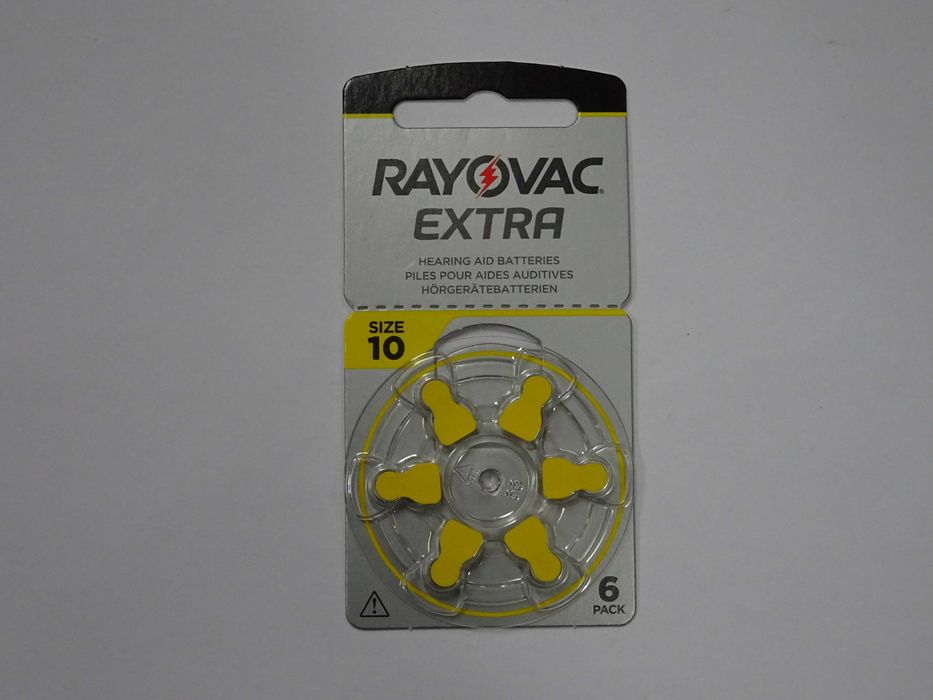 RAYOVAC
EXTRA
HEARING AID BATTERIES
PILES POUR AIDES AUDITIVES
HÖRGERÄTEBATTERIEN
SIZE
10
6
PACK